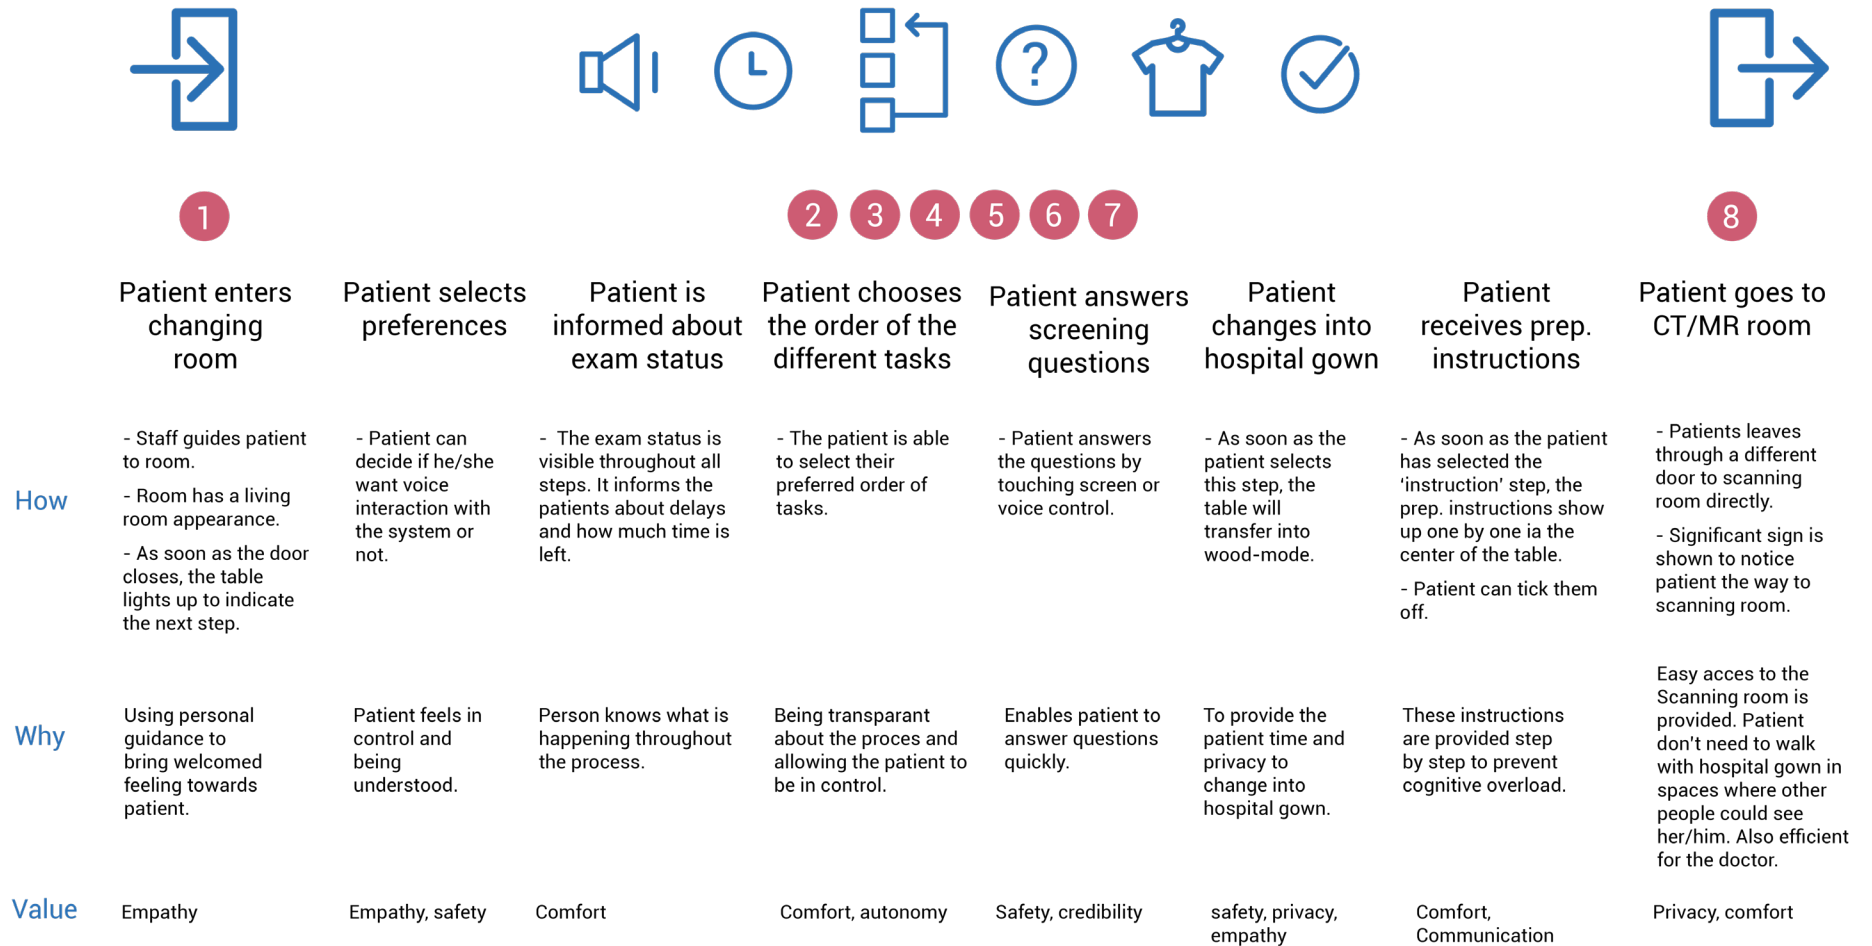 ?
1
2 3 4 5 6 7
8
Patient enters
changing
room
Patient selects
preferences
Patient is
informed about
exam status
Patient chooses
the order of the
different tasks
Patient answers
screening
questions
Patient
changes into
hospital gown
Patient
receives prep.
instructions
Patient goes to
CT/MR room
How
- Staff guides patient
to room.
- Room has a living
room appearance.
- As soon as the door
closes, the table
lights up to indicate
the next step.
- Patient can
decide if he/she
want voice
interaction with
the system or
not.
- The exam status is
visible throughout all
steps. It informs the
patients about delays
and how much time is
left.
- The patient is able
to select their
preferred order of
tasks.
- Patient answers
the questions by
touching screen or
voice control.
- As soon as the
patient selects
this step, the
table will
transfer into
wood-mode.
- As soon as the patient
has selected the
‘instruction’ step, the
prep. instructions show
up one by one ia the
center of the table.
- Patient can tick them
off.
- Patients leaves
through a different
door to scanning
room directly.
- Significant sign is
shown to notice
patient the way to
scanning room.
Why
Using personal
guidance to
bring welcomed
feeling towards
patient.
Patient feels in
control and
being
understood.
Person knows what is
happening throughout
the process.
Being transparant
about the proces and
allowing the patient to
be in control.
Enables patient to
answer questions
quickly.
To provide the
patient time and
privacy to
change into
hospital gown.
These instructions
are provided step
by step to prevent
cognitive overload.
Easy acces to the
Scanning room is
provided. Patient
don't need to walk
with hospital gown in
spaces where other
people could see
her/him. Also efficient
for the doctor.
Value
Empathy
Empathy, safety
Comfort
Comfort, autonomy
Safety, credibility
safety, privacy,
empathy
Comfort,
Communication
Privacy, comfort